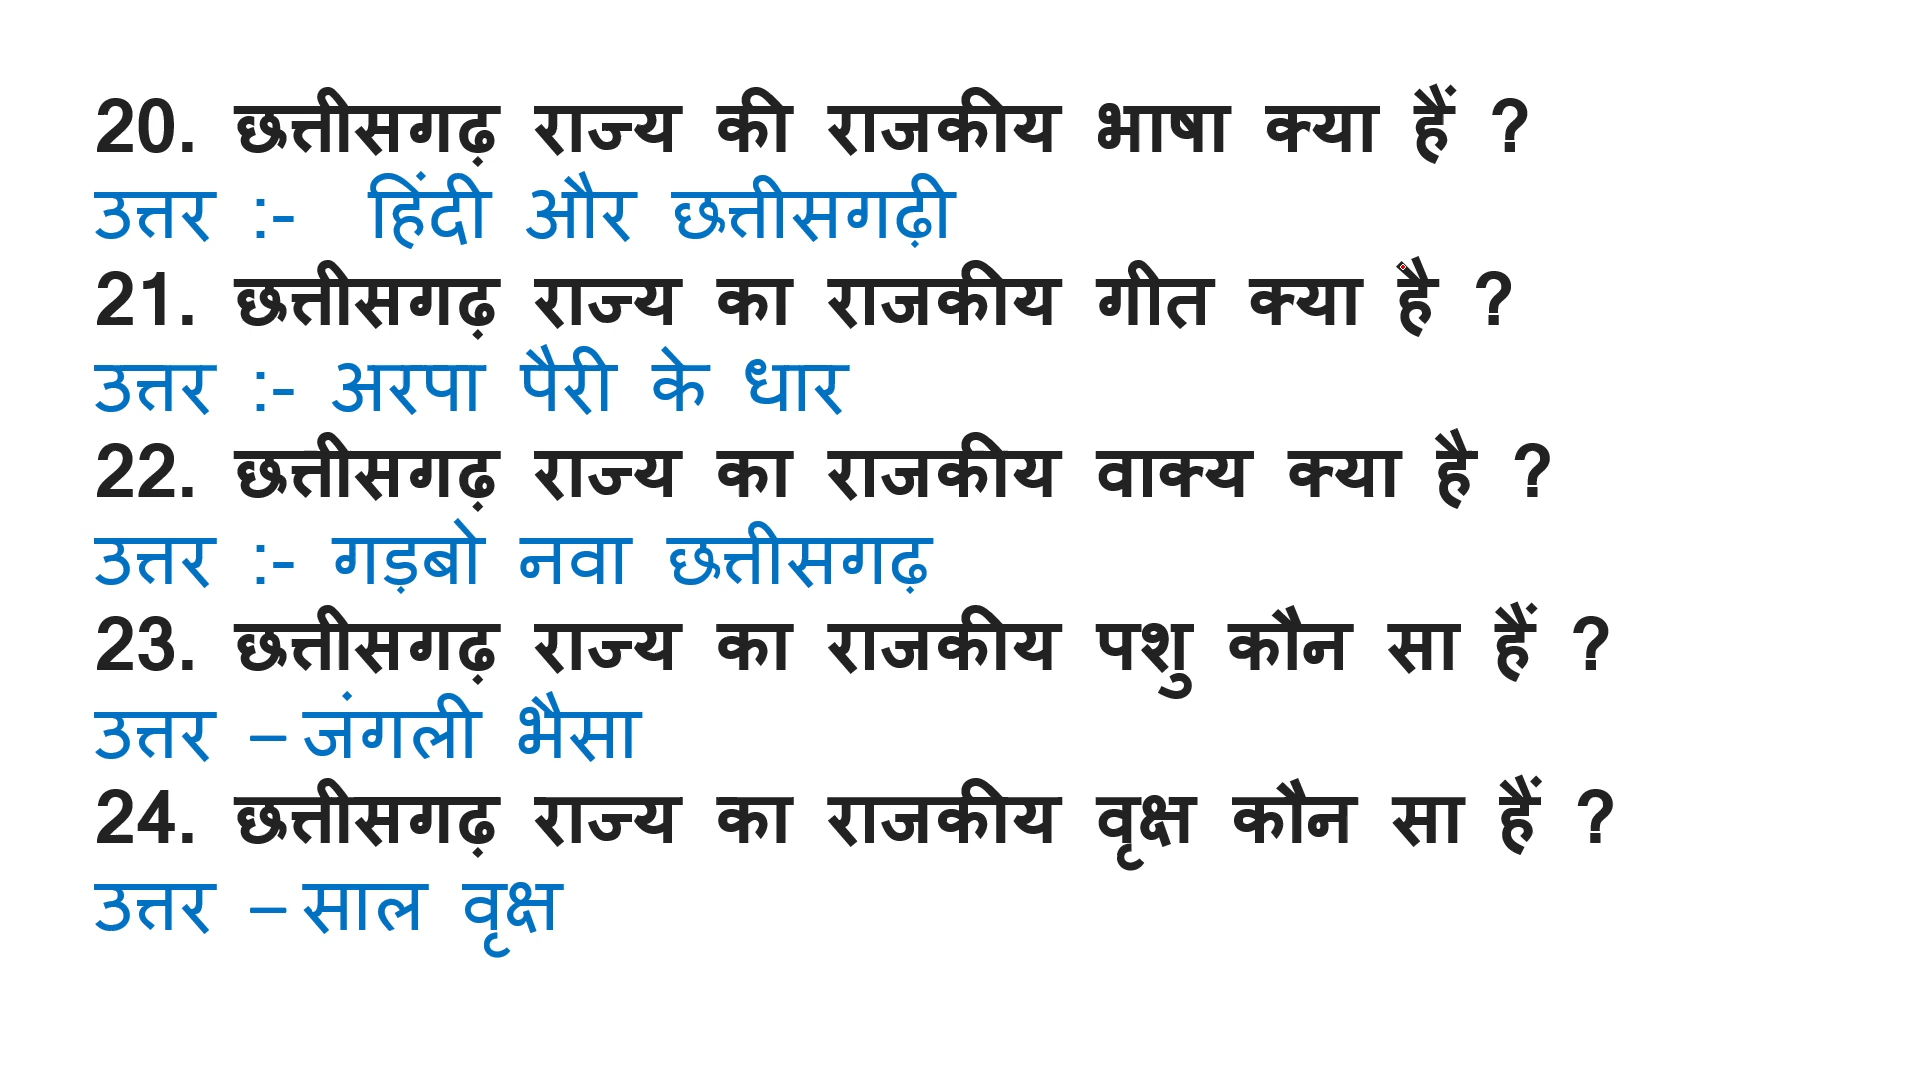 20. छत्तीसगढ़ राज्य की राजकीय भाषा क्या हैं ?
उत्तर :- हिंदी और छत्तीसगढ़ी
21. छत्तीसगढ़ राज्य का राजकीय गीत क्या है ?
उत्तर :- अरपा पैरी के धार
22. छत्तीसगढ़ राज्य का राजकीय वाक्य क्या है ?
उत्तर :- गड़बो नवा छत्तीसगढ़
23. छत्तीसगढ़ राज्य का राजकीय पशु कौन सा हैं ?
उत्तर – जंगली भैसा
24. छत्तीसगढ़ राज्य का राजकीय वृक्ष कौन सा हैं ?
उत्तर – साल वृक्ष